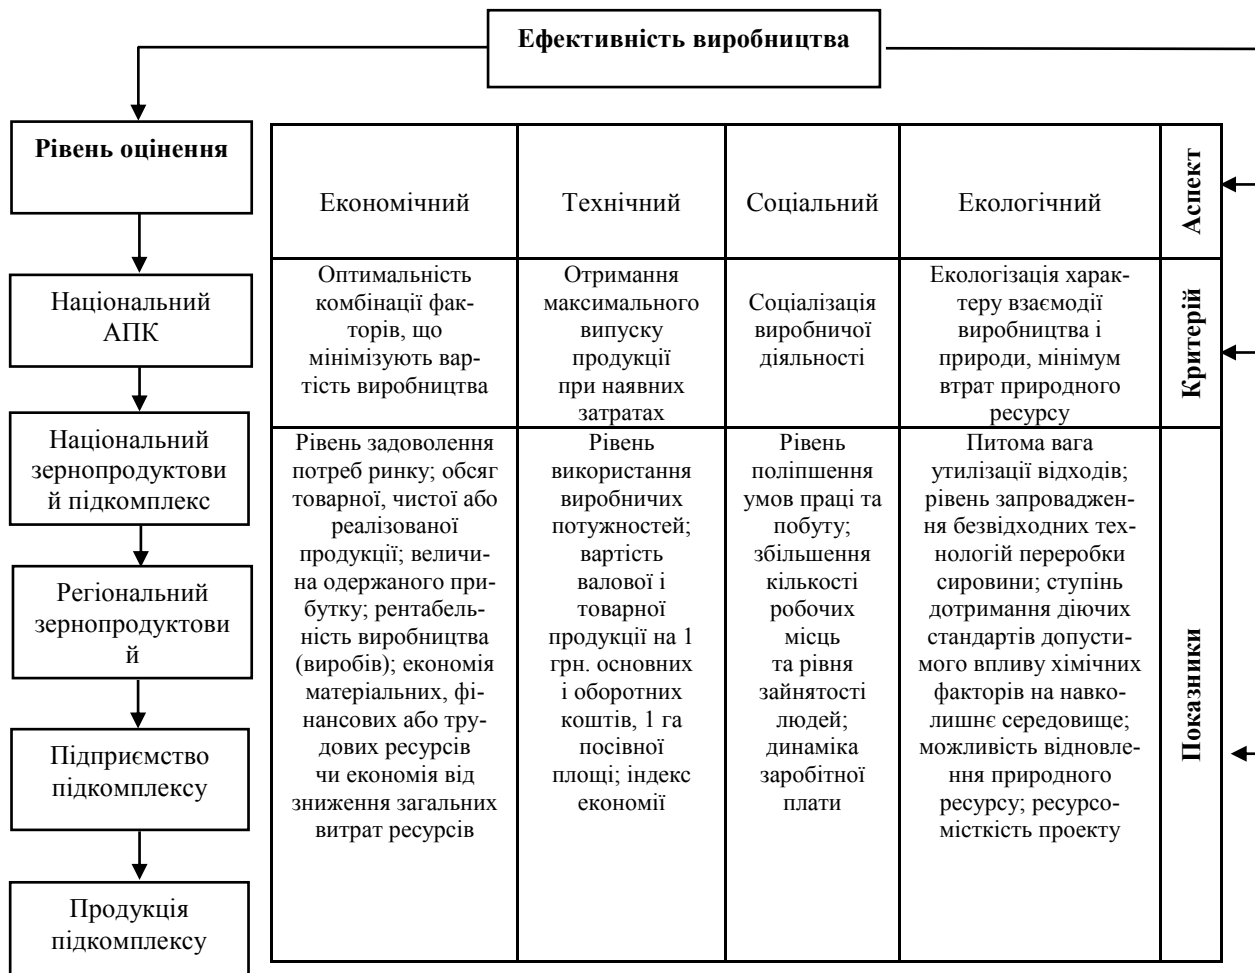 Ефективність виробництва
Рівень оцінення
Національний
АПК
Національний
зернопродуктови
й підкомплекс
Регіональний
зернопродуктови
й
Підприємство
підкомплексу
Продукція
підкомплексу
Економічний
Технічний
Соціальний
Екологічний
Аспект
Оптимальність
комбінації фак-
торів, що
мінімізують вар-
тість виробництва
Отримання
максимального
випуску
продукції
при наявних
затратах
Соціалізація
виробничої
діяльності
Екологізація харак-
теру взаємодії
виробництва і
природи, мінімум
втрат природного
ресурсу
Критерій
Рівень задоволення
потреб ринку; обсяг
товарної, чистої або
реалізованої
продукції; величи-
на одержаного при-
бутку; рентабель-
ність виробництва
(виробів); економія
матеріальних, фі-
нансових або тру-
дових ресурсів
чи економія від
зниження загальних
витрат ресурсів
Рівень
використання
виробничих
потужностей;
вартість
валової і
товарної
продукції на 1
грн. основних
і оборотних
коштів, 1 га
посівної
площі; індекс
економії
Рівень
поліпшення
умов праці та
побуту;
збільшення
кількості
робочих
місць
та рівня
зайнятості
людей;
динаміка
заробітної
плати
Питома вага
утилізації відходів;
рівень запроваджен-
ня безвідходних тех-
нологій переробки
сировини; ступінь
дотримання діючих
стандартів допусти-
мого впливу хімічних
факторів на навко-
лишнє середовище;
можливість відновле-
ння природного
ресурсу; ресурсо-
місткість проекту
Показники